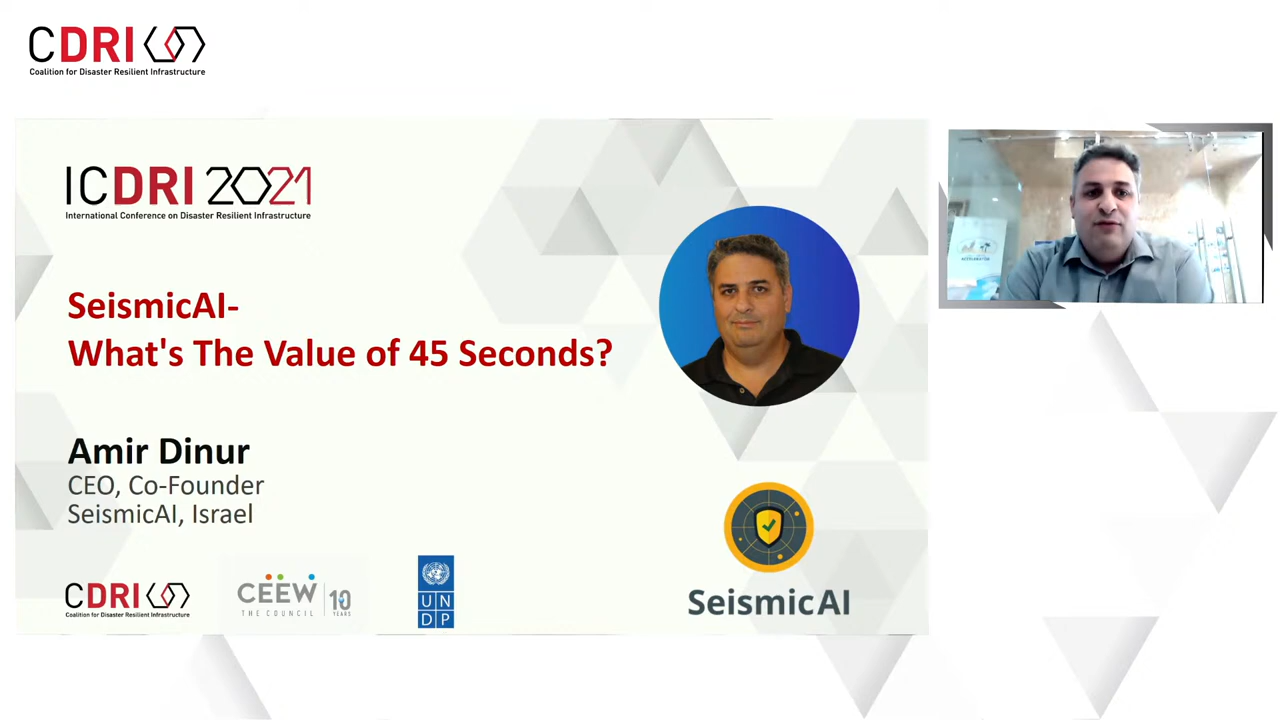 CDRI
Coalition for Disaster Resilient Infrastructure
ICDRI 2021
International Conference on Disaster Resilient Infrastructure
SeismicAI-
What's The Value of 45 Seconds?
Amir Dinur
CEO, Co-Founder
SeismicAI, Israel
CDRI
Coalition for Disaster Resilient Infrastructure
CEEW
THE COUNCIL
10
YEARS
UN
DP
SeismicAI
ACCELERATOR